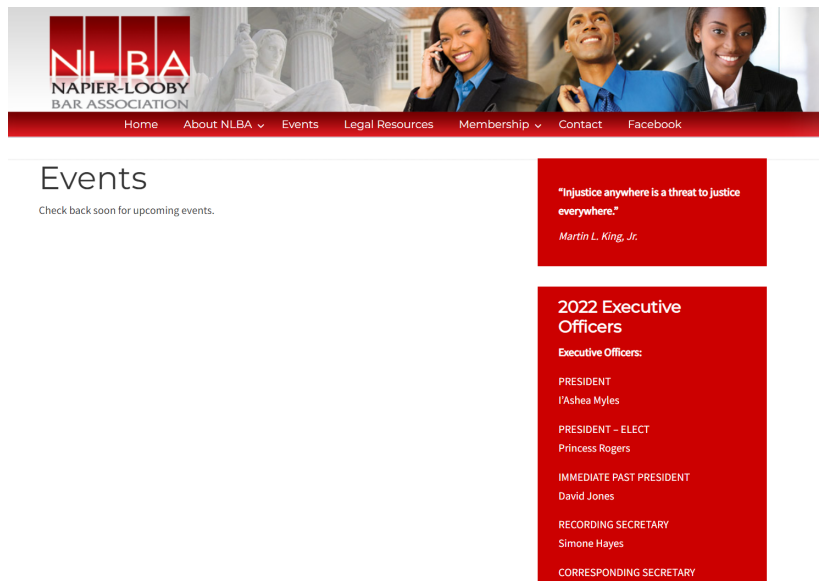 NLBA
NAPIER-LOOBY
BAR ASSOCIATION
Home About NLBA Events Legal Resources Membership Contact Facebook
Events
Check back soon for upcoming events.
“Injustice anywhere is a threat to justice
everywhere.”
Martin L. King, Jr.
2022 Executive
Officers
Executive Officers:
PRESIDENT
I’Ashea Myles
PRESIDENT – ELECT
Princess Rogers
IMMEDIATE PAST PRESIDENT
David Jones
RECORDING SECRETARY
Simone Hayes
CORRESPONDING SECRETARY